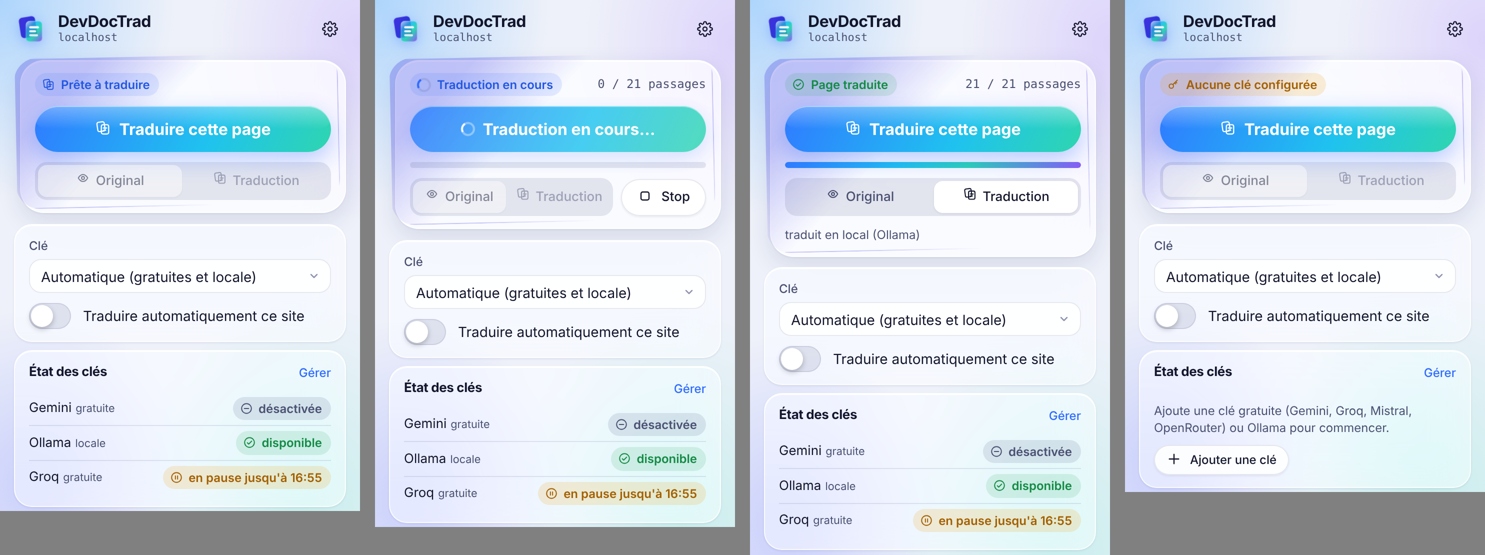 DevDocTrad
localhost
Prête à traduire
Traduire cette page
Original Traduction
Clé
Automatique (gratuites et locale)
Traduire automatiquement ce site
État des clés Gérer
Gemini gratuite désactivée
Ollama locale disponible
Groq gratuite en pause jusqu'à 16:55
DevDocTrad
localhost
Traduction en cours 0 / 21 passages
Traduction en cours...
Original Traduction Stop
Clé
Automatique (gratuites et locale)
Traduire automatiquement ce site
État des clés Gérer
Gemini gratuite désactivée
Ollama locale disponible
Groq gratuite en pause jusqu'à 16:55
DevDocTrad
localhost
Page traduite 21 / 21 passages
Traduire cette page
Original Traduction
traduit en local (Ollama)
Clé
Automatique (gratuites et locale)
Traduire automatiquement ce site
État des clés Gérer
Gemini gratuite désactivée
Ollama locale disponible
Groq gratuite en pause jusqu'à 16:55
DevDocTrad
localhost
Aucune clé configurée
Traduire cette page
Original Traduction
Clé
Automatique (gratuites et locale)
Traduire automatiquement ce site
État des clés Gérer
Ajoute une clé gratuite (Gemini, Groq, Mistral,
OpenRouter) ou Ollama pour commencer.
Ajouter une clé